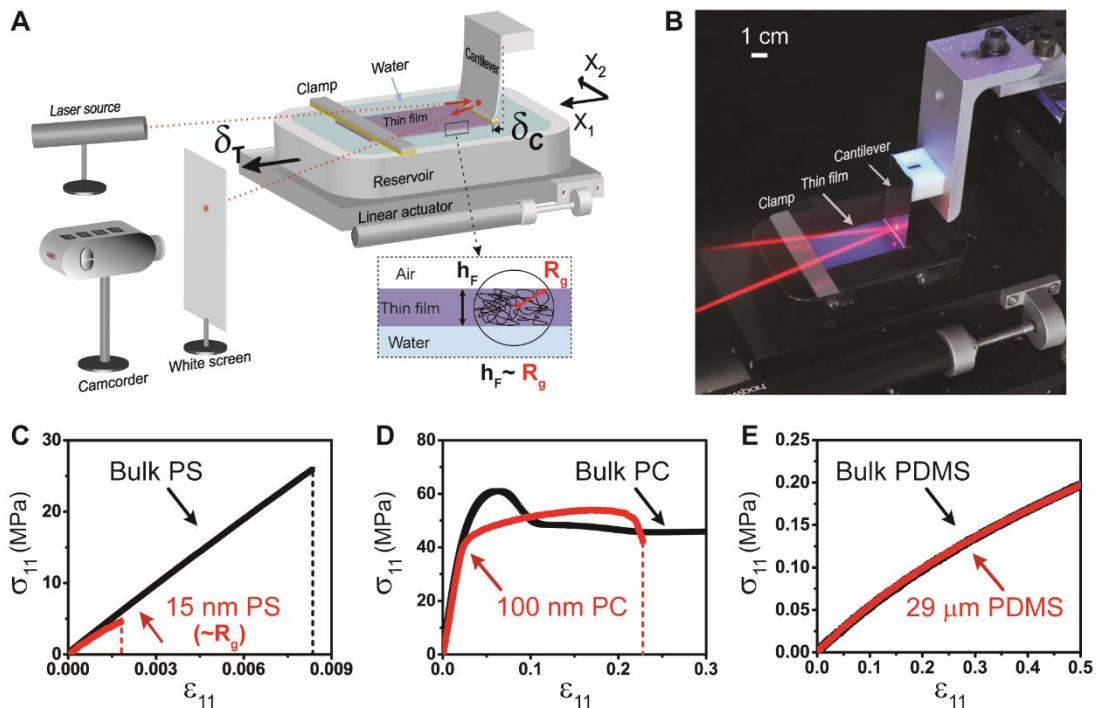 A
Laser source
Clamp
Water
Cantilever
Thin film
X₂
X₁
δT
δC
Reservoir
Linear actuator
Camcorder
White screen
Air
hF
Rg
Thin film
Water
hF~ Rg
B
1 cm
Cantilever
Thin film
Clamp
C
σ11 (MPa)
30
20
10
0
Bulk PS
15 nm PS
(~Rg)
0.000
0.003
0.006
0.009
ε11
D
σ11 (MPa)
80
60
40
20
0
Bulk PC
100 nm PC
0.0
0.1
0.2
0.3
ε11
E
σ11 (MPa)
0.25
0.20
0.15
0.10
0.05
0.00
Bulk PDMS
29 μm PDMS
0.0
0.1
0.2
0.3
0.4
0.5
ε11